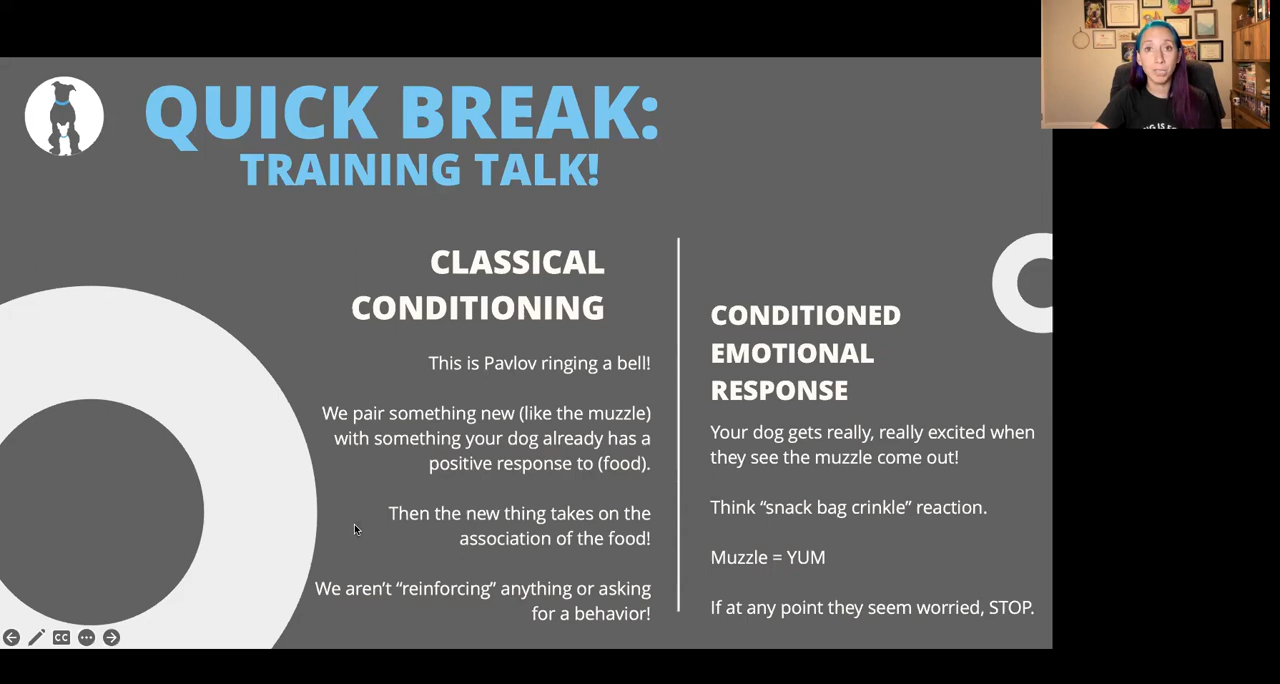 QUICK BREAK:
TRAINING TALK!
CLASSICAL
CONDITIONING
This is Pavlov ringing a bell!
We pair something new (like the muzzle)
with something your dog already has a
positive response to (food).
Then the new thing takes on the
association of the food!
We aren't “reinforcing” anything or asking
for a behavior!
CONDITIONED
EMOTIONAL
RESPONSE
Your dog gets really, really excited when
they see the muzzle come out!
Think “snack bag crinkle” reaction.
Muzzle = YUM
If at any point they seem worried, STOP.
CC